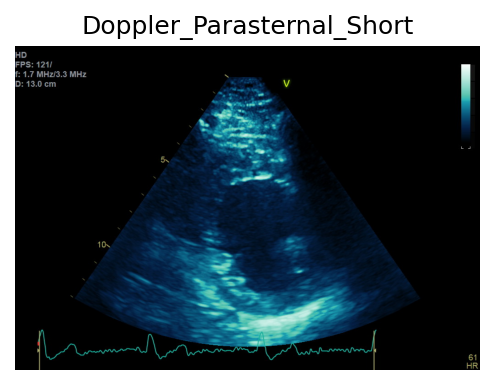 Doppler_Parasternal_Short
HD
FPS: 121/
f: 1.7 MHz/3.3 MHz
D: 13.0 cm
V
5
10
61
HR